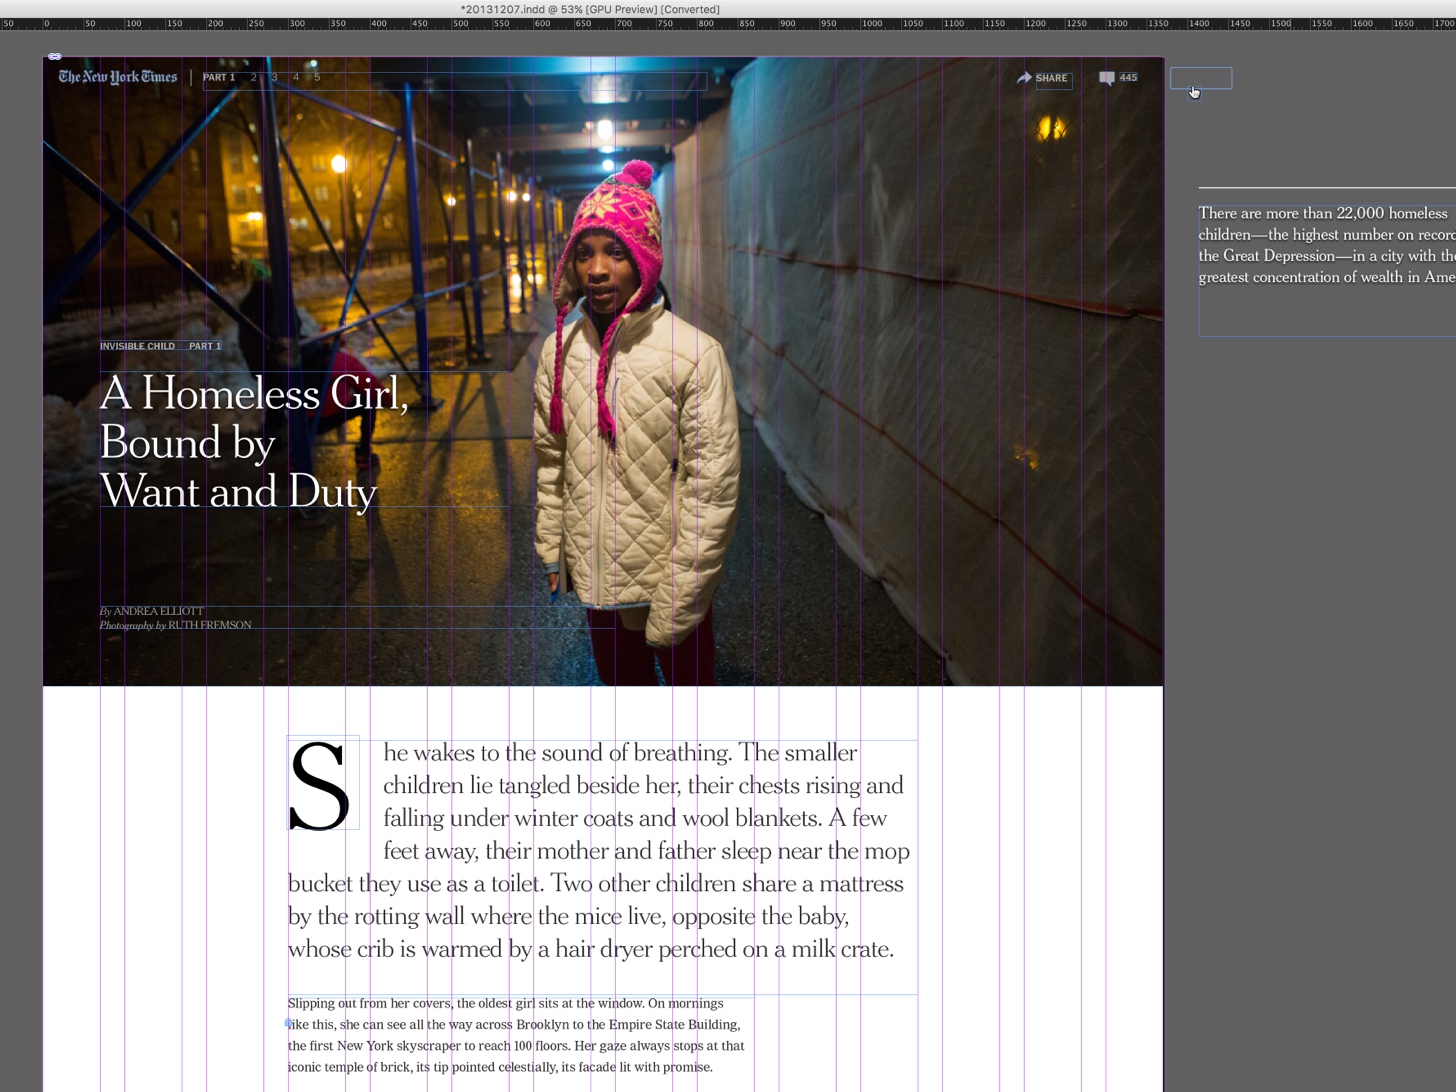 *20131207.indd @ 53% [GPU Preview] [Converted]
50 0 50 100 150 200 250 300 350 400 450 500 550 600 650 700 750 800 850 900 950 1000 1050 1100 1150 1200 1250 1300 1350 1400 1450 1500 1550 1600 1650 1700
The New York Times PART 1 2 3 4 5 SHARE 445
There are more than 22,000 homeless
children—the highest number on record
the Great Depression—in a city with the
greatest concentration of wealth in Ame
INVISIBLE CHILD PART 1
A Homeless Girl,
Bound by
Want and Duty
By ANDREA ELLIOTT
Photography by RUTH FREMSON
She wakes to the sound of breathing. The smaller
children lie tangled beside her, their chests rising and
falling under winter coats and wool blankets. A few
feet away, their mother and father sleep near the mop
bucket they use as a toilet. Two other children share a mattress
by the rotting wall where the mice live, opposite the baby,
whose crib is warmed by a hair dryer perched on a milk crate.
Slipping out from her covers, the oldest girl sits at the window. On mornings
like this, she can see all the way across Brooklyn to the Empire State Building,
the first New York skyscraper to reach 100 floors. Her gaze always stops at that
iconic temple of brick, its tip pointed celestially, its facade lit with promise.